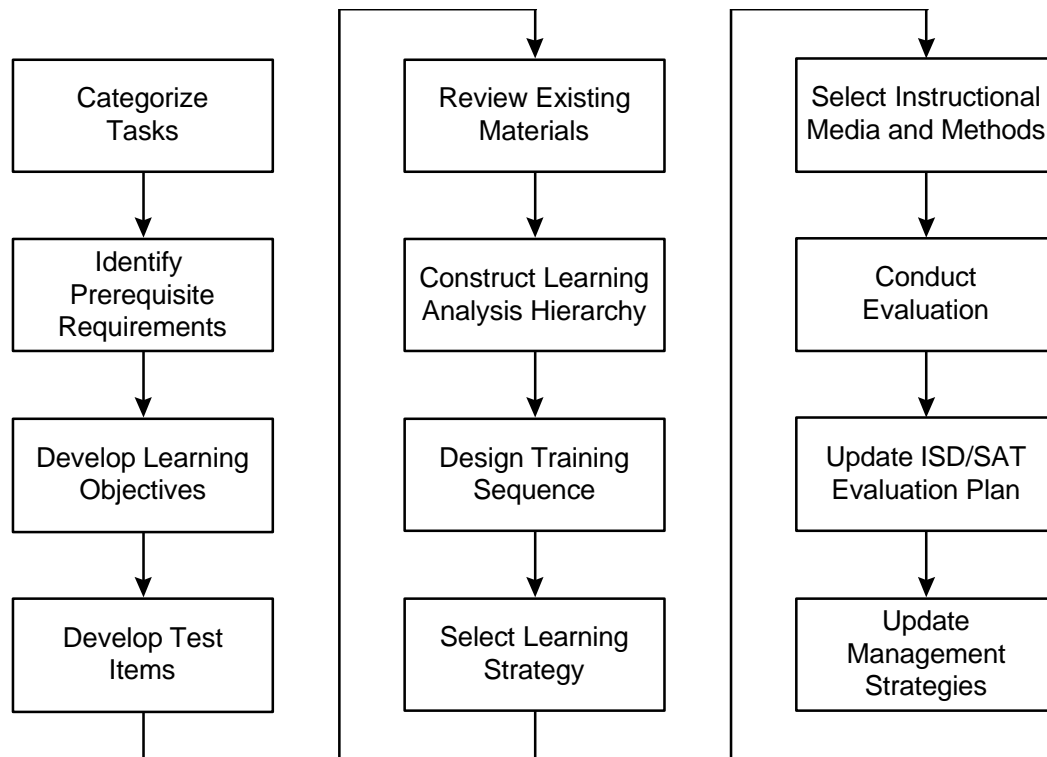 Categorize
Tasks
Identify
Prerequisite
Requirements
Develop Learning
Objectives
Develop Test
Items
Review Existing
Materials
Construct Learning
Analysis Hierarchy
Design Training
Sequence
Select Learning
Strategy
Select Instructional
Media and Methods
Conduct
Evaluation
Update ISD/SAT
Evaluation Plan
Update
Management
Strategies